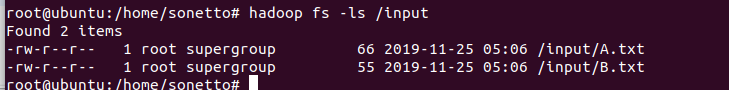 root@ubuntu:/home/sonetto# hadoop fs -ls /input
Found 2 items
-rw-r--r--   1 root supergroup         66 2019-11-25 05:06 /input/A.txt
-rw-r--r--   1 root supergroup         55 2019-11-25 05:06 /input/B.txt
root@ubuntu:/home/sonetto#